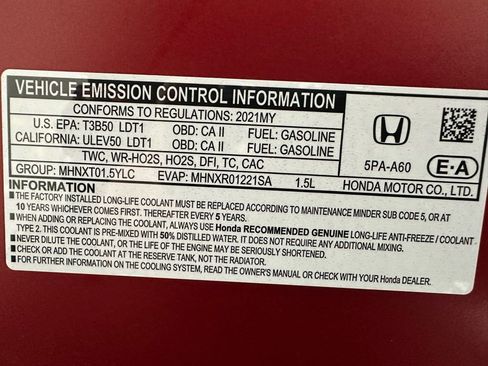 VEHICLE EMISSION CONTROL INFORMATION
CONFORMS TO REGULATIONS: 2021MY
U.S. EPA: T3B50 LDT1 OBD: CA II FUEL: GASOLINE
CALIFORNIA: ULEV50 LDT1 OBD: CA II FUEL: GASOLINE
TWC, WR-HO2S, HO2S, DFI, TC, CAC
GROUP: MHNXT01.5YLC EVAP: MHNXR01221SA 1.5L
5PA-A60
E•A
HONDA MOTOR CO., LTD.
INFORMATION
■ THE FACTORY INSTALLED LONG-LIFE COOLANT MUST BE REPLACED ACCORDING TO MAINTENANCE MINDER SUB CODE 5, OR AT
10 YEARS WHICHEVER COMES FIRST. THEREAFTER EVERY 5 YEARS.
■ WHEN ADDING OR REPLACING THE COOLANT, ALWAYS USE Honda RECOMMENDED GENUINE LONG-LIFE ANTI-FREEZE / COOLANT
TYPE 2. THIS COOLANT IS PRE-MIXED WITH 50% DISTILLED WATER. IT DOES NOT REQUIRE ANY ADDITIONAL MIXING.
■ NEVER DILUTE THE COOLANT, OR THE LIFE OF THE ENGINE MAY BE SERIOUSLY SHORTENED.
■ CHECK AND ADD COOLANT AT THE RESERVE TANK, NOT THE RADIATOR.
■ FOR FURTHER INFORMATION ON THE COOLING SYSTEM, READ THE OWNER'S MANUAL OR CHECK WITH YOUR Honda DEALER.